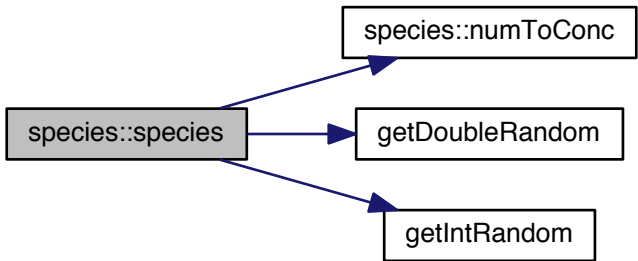 species::numToConc
species::species
getDoubleRandom
getIntRandom